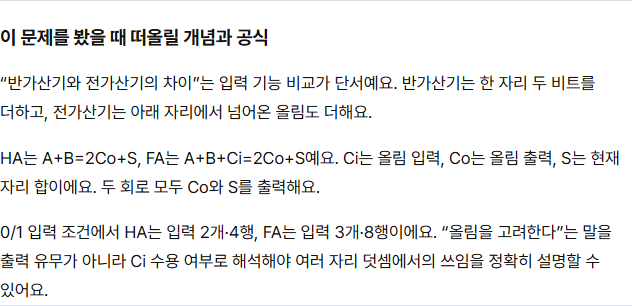 이 문제를 봤을 때 떠올릴 개념과 공식
“반가산기와 전가산기의 차이”는 입력 기능 비교가 단서예요. 반가산기는 한 자리 두 비트를
더하고, 전가산기는 아래 자리에서 넘어온 올림도 더해요.
HA는 A+B=2Co+S, FA는 A+B+Ci=2Co+S예요. Ci는 올림 입력, Co는 올림 출력, S는 현재
자리 합이에요. 두 회로 모두 Co와 S를 출력해요.
0/1 입력 조건에서 HA는 입력 2개·4행, FA는 입력 3개·8행이에요. “올림을 고려한다”는 말을
출력 유무가 아니라 Ci 수용 여부로 해석해야 여러 자리 덧셈에서의 쓰임을 정확히 설명할 수
있어요.